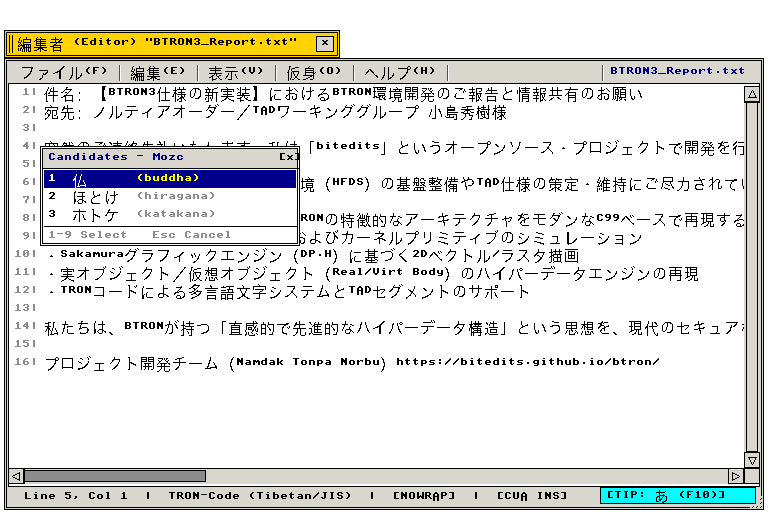 編集者 (Editor) "BTRON3_Report.txt"
ファイル(F) 編集(E) 表示(V) 仮身(O) ヘルプ(H) BTRON3_Report.txt
1 件名: 【BTRON3仕様の新実装】におけるBTRON環境開発のご報告と情報共有のお願い
2 宛先: ノルティアオーダー／TADワーキンググループ 小島秀樹様
3
4 「bitedits」というオープンソース・プロジェクトで開発を行
Candidates - Mozc [x]
5
1 仏 (buddha)
6 境 (HFDS) の基盤整備やTAD仕様の策定・維持にご尽力されてい
2 ほとけ (hiragana)
7
3 ホトケ (katakana)
8 RONの特徴的なアーキテクチャをモダンなC99ベースで再現する
1-9 Select Esc Cancel
9 およびカーネルプリミティブのシミュレーション
10 ・Sakamuraグラフィックエンジン (DP.H) に基づく2Dベクトル/ラスタ描画
11 ・実オブジェクト／仮想オブジェクト (Real/Virt Body) のハイパーデータエンジンの再現
12 ・TRONコードによる多言語文字システムとTADセグメントのサポート
13
14 私たちは、BTRONが持つ「直感的で先進的なハイパーデータ構造」という思想を、現代のセキュア
15
16 プロジェクト開発チーム (Namdak Tonpa Norbu) https://bitedits.github.io/btron/
Line 5, Col 1 | TRON-Code (Tibetan/JIS) | [NOWRAP] | [CUA INS] [TIP: あ (F10)]